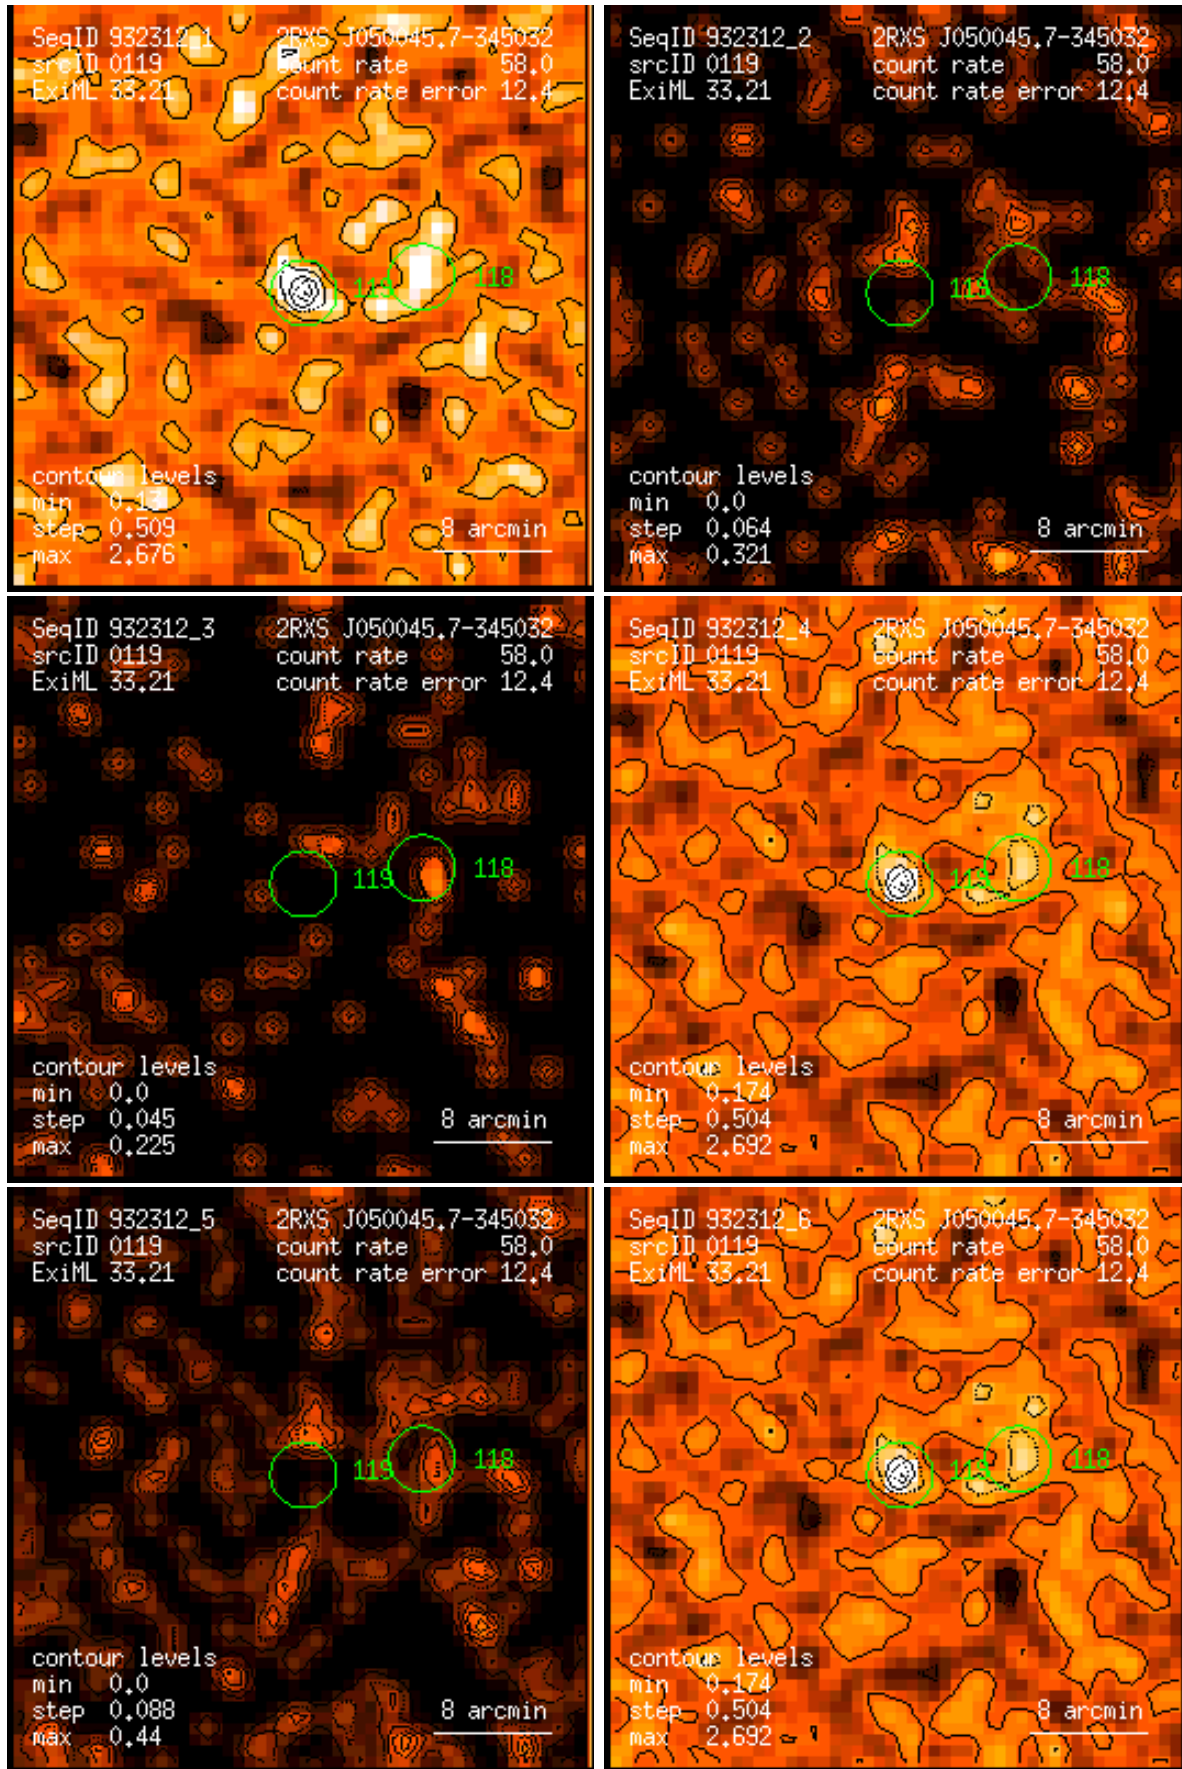 SeqID 932312_1 2RXS J050045.7-345032
srcID 0119 count rate 58.0
ExiML 33.21 count rate error 12.4
119 118
contour levels
min 0.13
step 0.509
max 2.676
8 arcmin
SeqID 932312_2 2RXS J050045.7-345032
srcID 0119 count rate 58.0
ExiML 33.21 count rate error 12.4
119 118
contour levels
min 0.0
step 0.064
max 0.321
8 arcmin
SeqID 932312_3 2RXS J050045.7-345032
srcID 0119 count rate 58.0
ExiML 33.21 count rate error 12.4
119 118
contour levels
min 0.0
step 0.045
max 0.225
8 arcmin
SeqID 932312_4 2RXS J050045.7-345032
srcID 0119 count rate 58.0
ExiML 33.21 count rate error 12.4
119 118
contour levels
min 0.174
step 0.504
max 2.692
8 arcmin
SeqID 932312_5 2RXS J050045.7-345032
srcID 0119 count rate 58.0
ExiML 33.21 count rate error 12.4
119 118
contour levels
min 0.0
step 0.088
max 0.44
8 arcmin
SeqID 932312_6 2RXS J050045.7-345032
srcID 0119 count rate 58.0
ExiML 33.21 count rate error 12.4
119 118
contour levels
min 0.174
step 0.504
max 2.692
8 arcmin